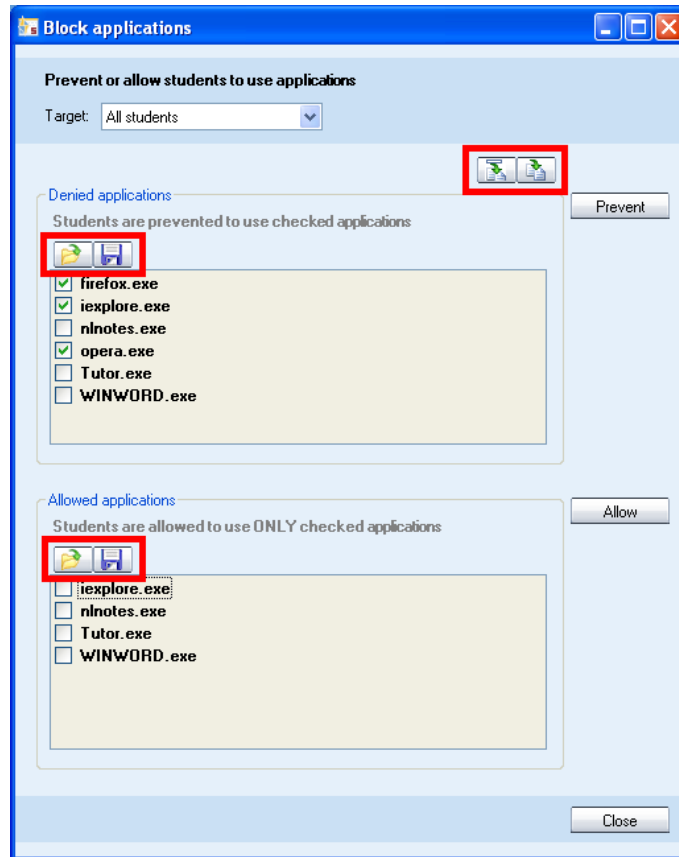 Block applications
Prevent or allow students to use applications
Target: All students
Denied applications
Prevent
Students are prevented to use checked applications
firefox.exe
iexplore.exe
nlnotes.exe
opera.exe
Tutor.exe
WINWORD.exe
Allowed applications
Allow
Students are allowed to use ONLY checked applications
iexplore.exe
nlnotes.exe
Tutor.exe
WINWORD.exe
Close